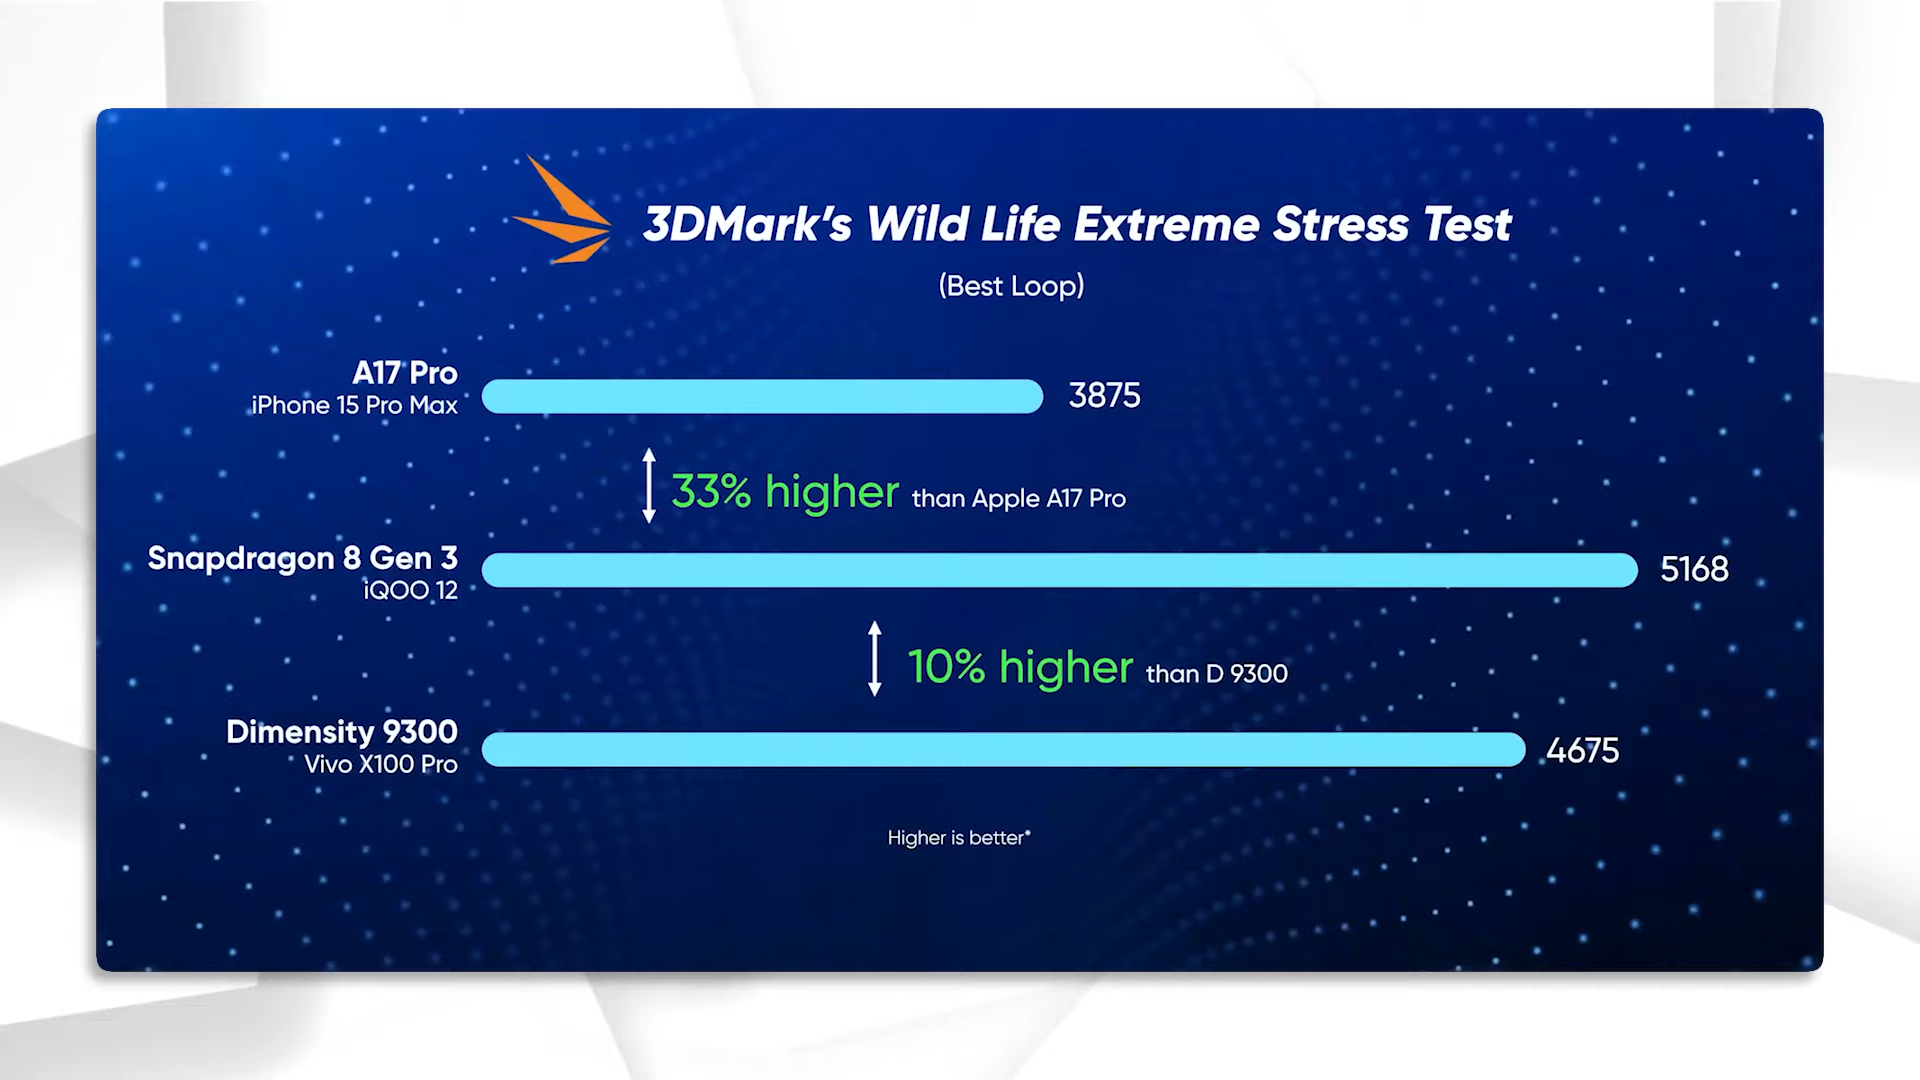 3DMark's Wild Life Extreme Stress Test
(Best Loop)
A17 Pro
iPhone 15 Pro Max
3875
33% higher than Apple A17 Pro
Snapdragon 8 Gen 3
iQOO 12
5168
10% higher than D 9300
Dimensity 9300
Vivo X100 Pro
4675
Higher is better*